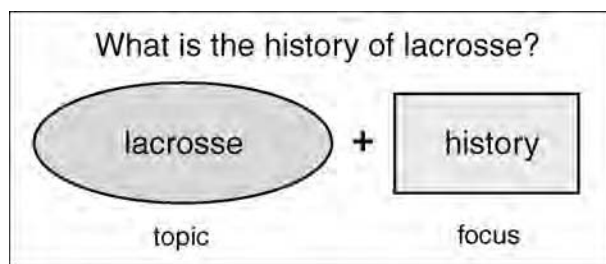 What is the history of lacrosse?
lacrosse + history
topic focus